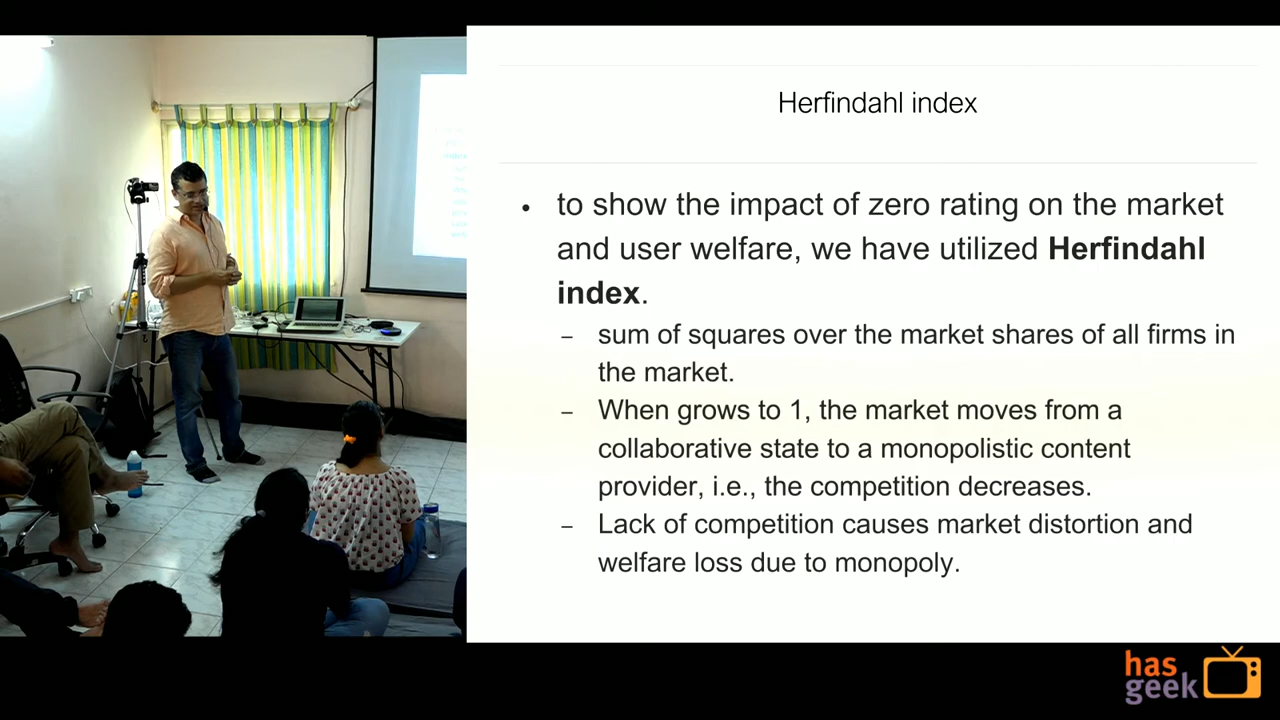 Herfindahl index
• to show the impact of zero rating on the market
and user welfare, we have utilized Herfindahl
index.
– sum of squares over the market shares of all firms in
the market.
– When grows to 1, the market moves from a
collaborative state to a monopolistic content
provider, i.e., the competition decreases.
– Lack of competition causes market distortion and
welfare loss due to monopoly.
has
geek